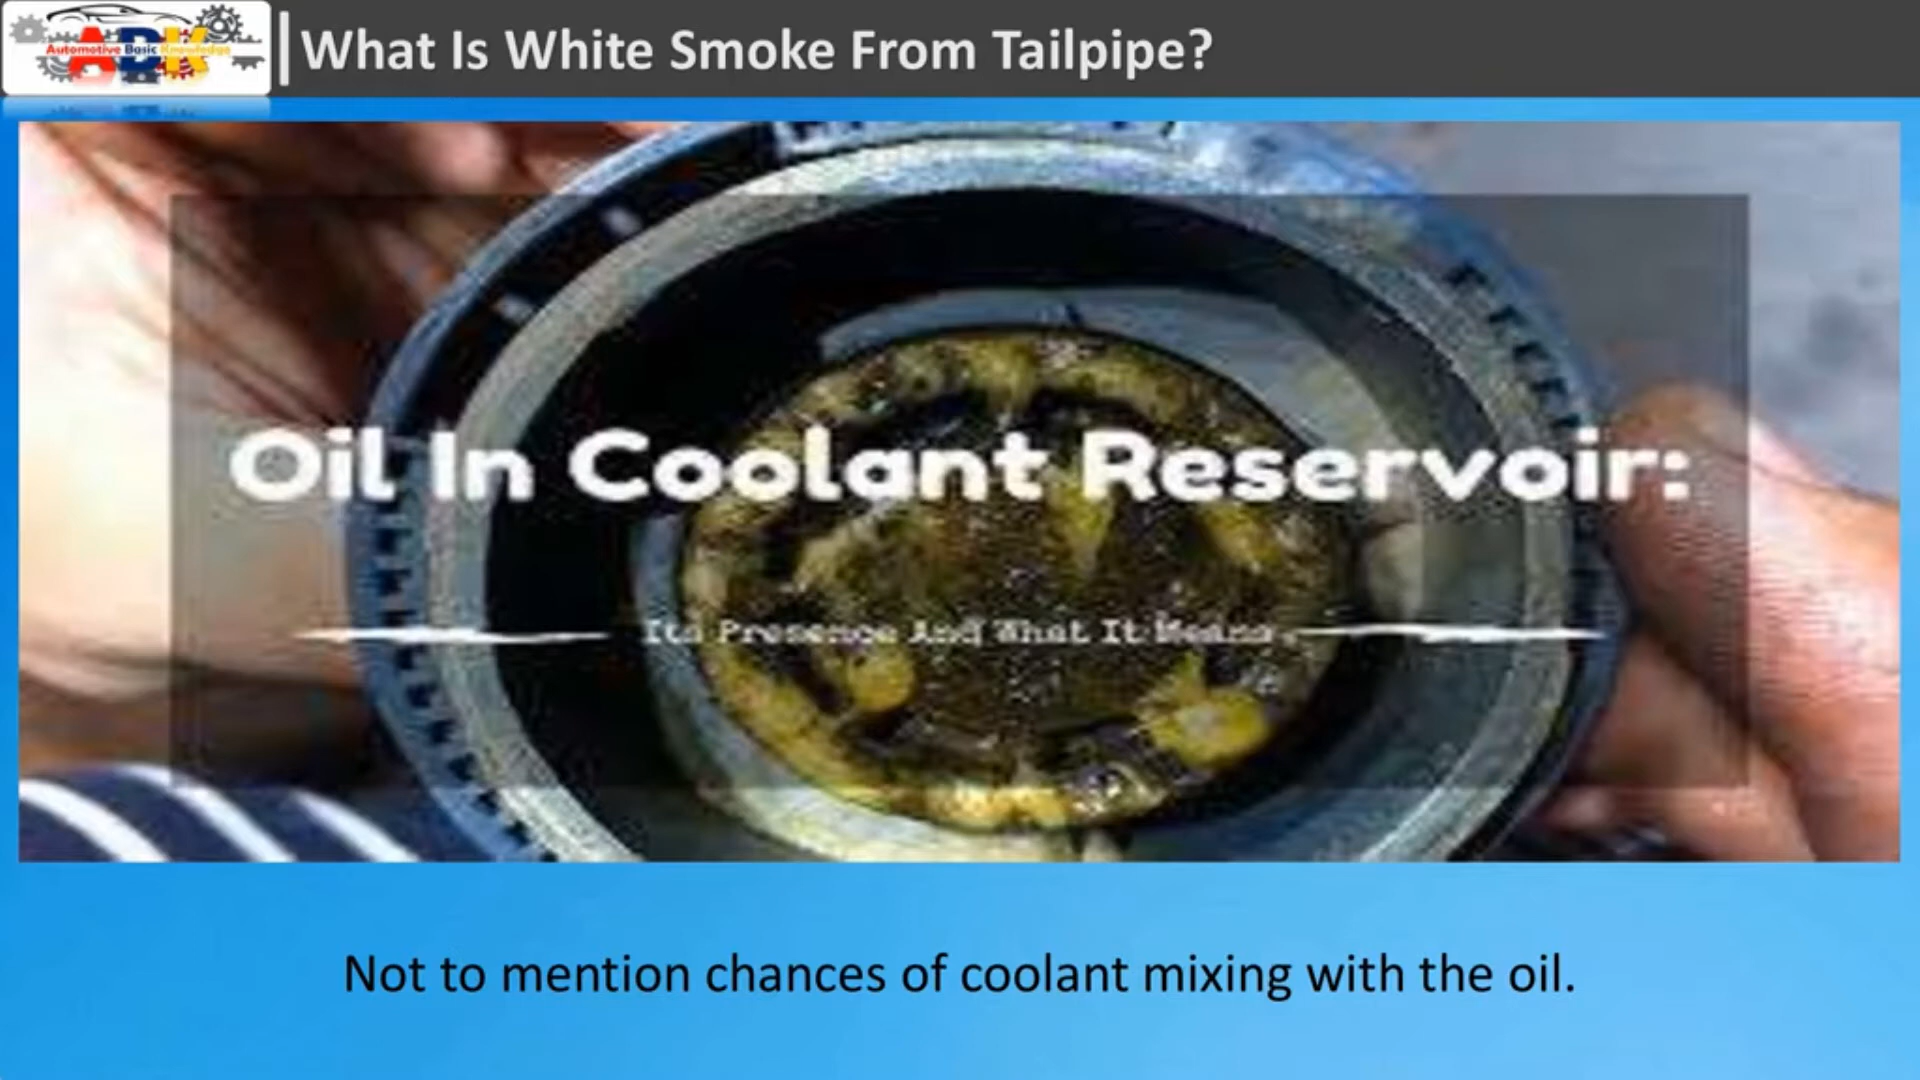 Automotive Basic Knowledge
ABK
What Is White Smoke From Tailpipe?
Oil In Coolant Reservoir:
Its Presence And What It Means
Not to mention chances of coolant mixing with the oil.